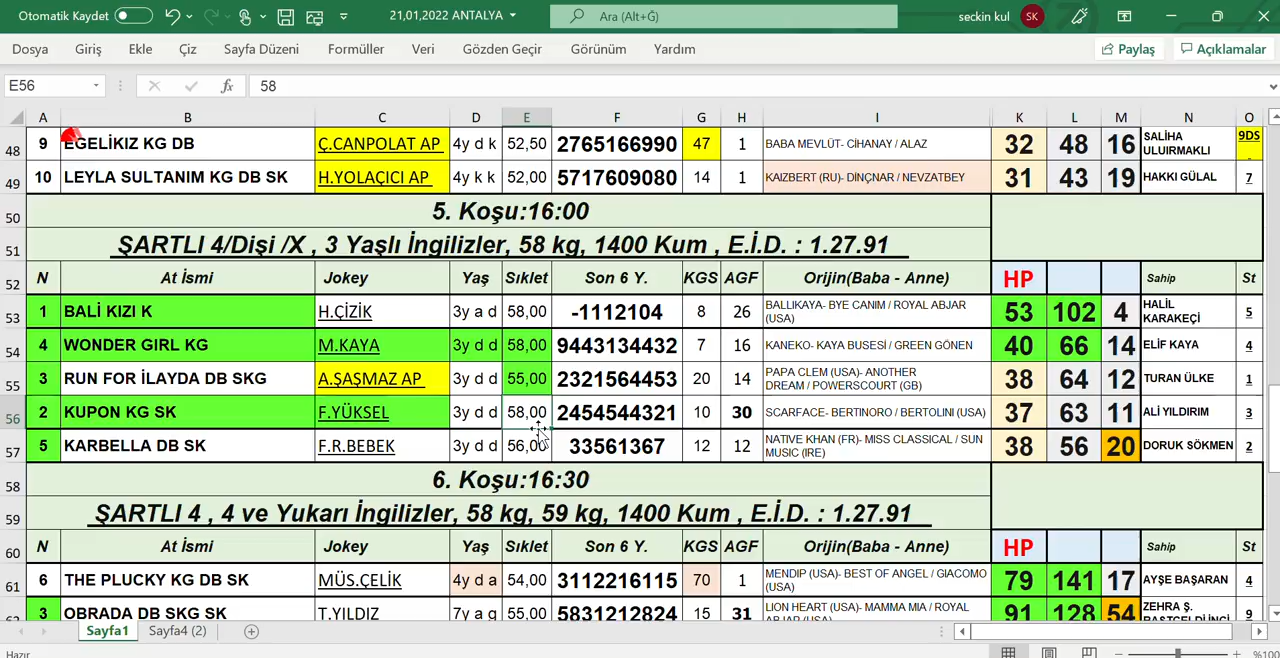 Otomatik Kaydet 21,01,2022 ANTALYA Ara (Alt+Ğ) seckin kul SK
Dosya Giriş Ekle Çiz Sayfa Düzeni Formüller Veri Gözden Geçir Görünüm Yardım Paylaş Açıklamalar
E56 fx 58
A B C D E F G H I K L M N O
48 9 EGELİKIZ KG DB Ç.CANPOLAT AP 4y d k 52,50 2765166990 47 1 BABA MEVLÜT- CİHANAY / ALAZ 32 48 16 SALİHA ULUIRMAKLI 9DS
49 10 LEYLA SULTANIM KG DB SK H.YOLAÇICI AP 4y k k 52,00 5717609080 14 1 KAIZBERT (RU)- DİNÇNAR / NEVZATBEY 31 43 19 HAKKI GÜLAL 7
50 5. Koşu:16:00
51 ŞARTLI 4/Dişi /X , 3 Yaşlı İngilizler, 58 kg, 1400 Kum , E.İ.D. : 1.27.91
52 N At İsmi Jokey Yaş Sıklet Son 6 Y. KGS AGF Orijin(Baba - Anne) HP Sahip St
53 1 BALİ KIZI K H.ÇİZİK 3y a d 58,00 -1112104 8 26 BALLIKAYA- BYE CANIM / ROYAL ABJAR (USA) 53 102 4 HALİL KARAKEÇİ 5
54 4 WONDER GIRL KG M.KAYA 3y d d 58,00 9443134432 7 16 KANEKO- KAYA BUSESİ / GREEN GÖNEN 40 66 14 ELİF KAYA 4
55 3 RUN FOR İLAYDA DB SKG A.ŞAŞMAZ AP 3y d d 55,00 2321564453 20 14 PAPA CLEM (USA)- ANOTHER DREAM / POWERSCOURT (GB) 38 64 12 TURAN ÜLKE 1
56 2 KUPON KG SK F.YÜKSEL 3y d d 58,00 2454544321 10 30 SCARFACE- BERTINORO / BERTOLINI (USA) 37 63 11 ALİ YILDIRIM 3
57 5 KARBELLA DB SK F.R.BEBEK 3y d d 56,00 33561367 12 12 NATIVE KHAN (FR)- MISS CLASSICAL / SUN MUSIC (IRE) 38 56 20 DORUK SÖKMEN 2
58 6. Koşu:16:30
59 ŞARTLI 4 , 4 ve Yukarı İngilizler, 58 kg, 59 kg, 1400 Kum , E.İ.D. : 1.27.91
60 N At İsmi Jokey Yaş Sıklet Son 6 Y. KGS AGF Orijin(Baba - Anne) HP Sahip St
61 6 THE PLUCKY KG DB SK MÜS.ÇELİK 4y d a 54,00 3112216115 70 1 MENDIP (USA)- BEST OF ANGEL / GIACOMO (USA) 79 141 17 AYŞE BAŞARAN 4
3 OBRADA DB SKG SK T.YILDIZ 7y a g 55,00 5831212824 15 31 LION HEART (USA)- MAMMA MIA / ROYAL ABJAR (USA) 91 128 54 ZEHRA Ş. 9
Sayfa1 Sayfa4 (2)
Hazır %100